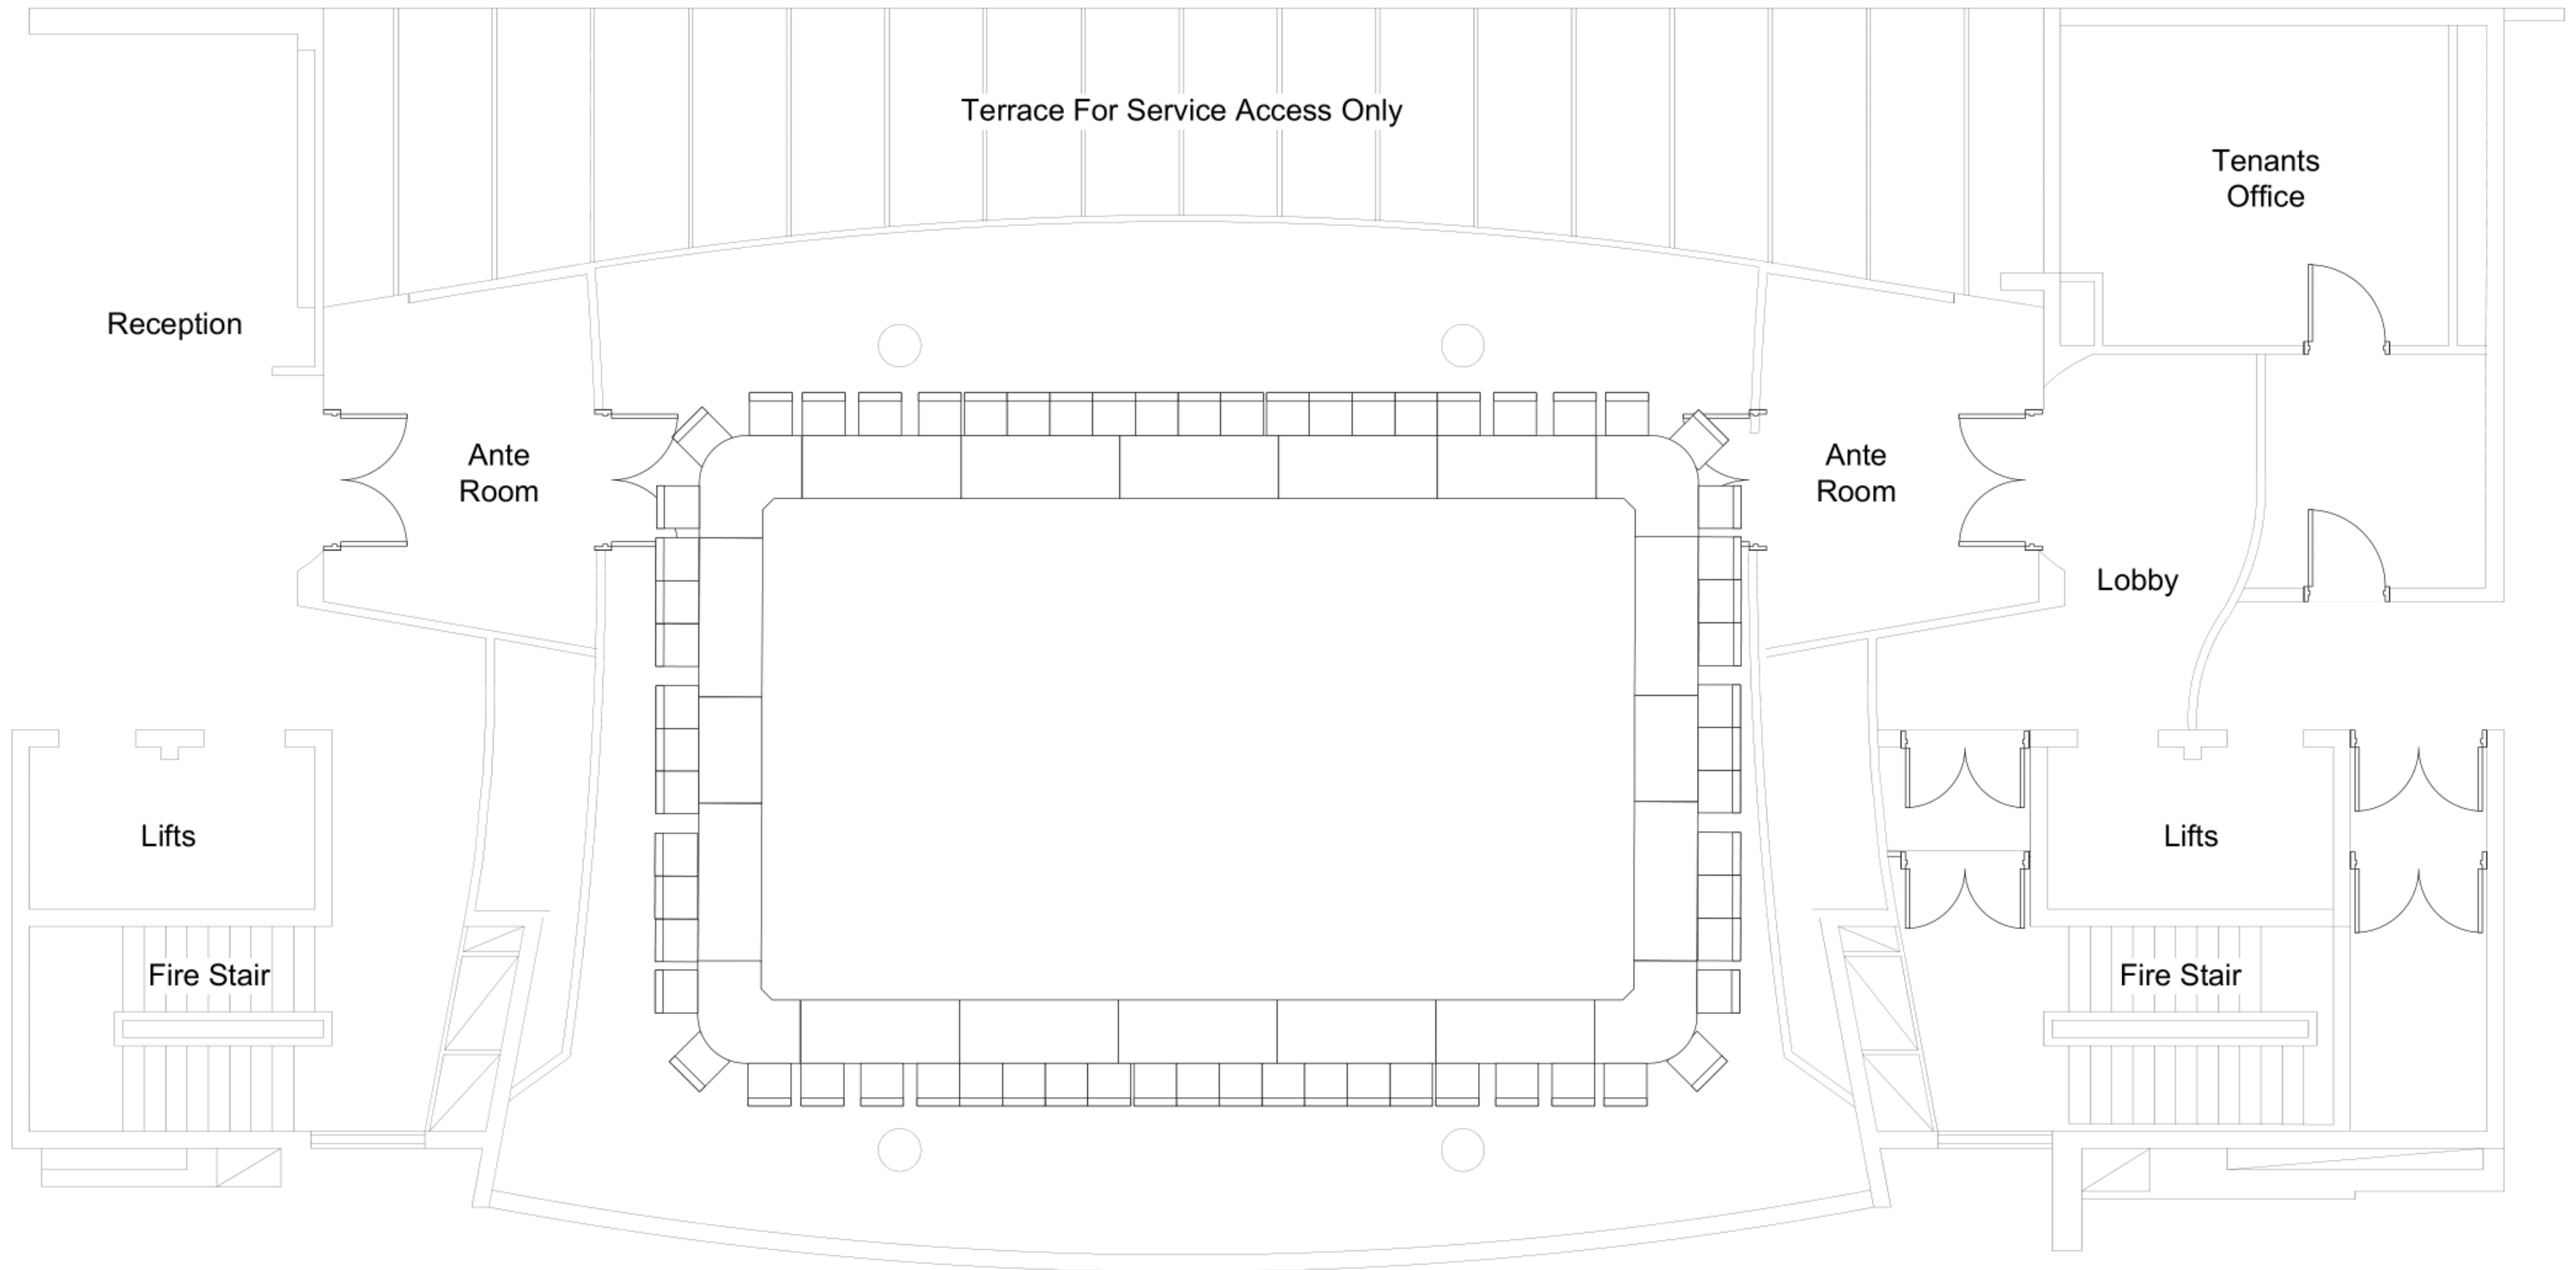 Terrace For Service Access Only
Tenants
Office
Reception
Ante
Room
Ante
Room
Lobby
Lifts
Lifts
Fire Stair
Fire Stair